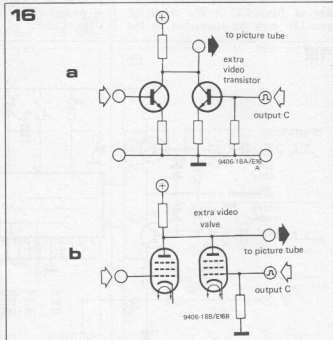 16
to picture tube
extra
video
transistor
a
output C
9406-18A/E16
A
extra video
valve
b
to picture tube
output C
9406-18B/E16B